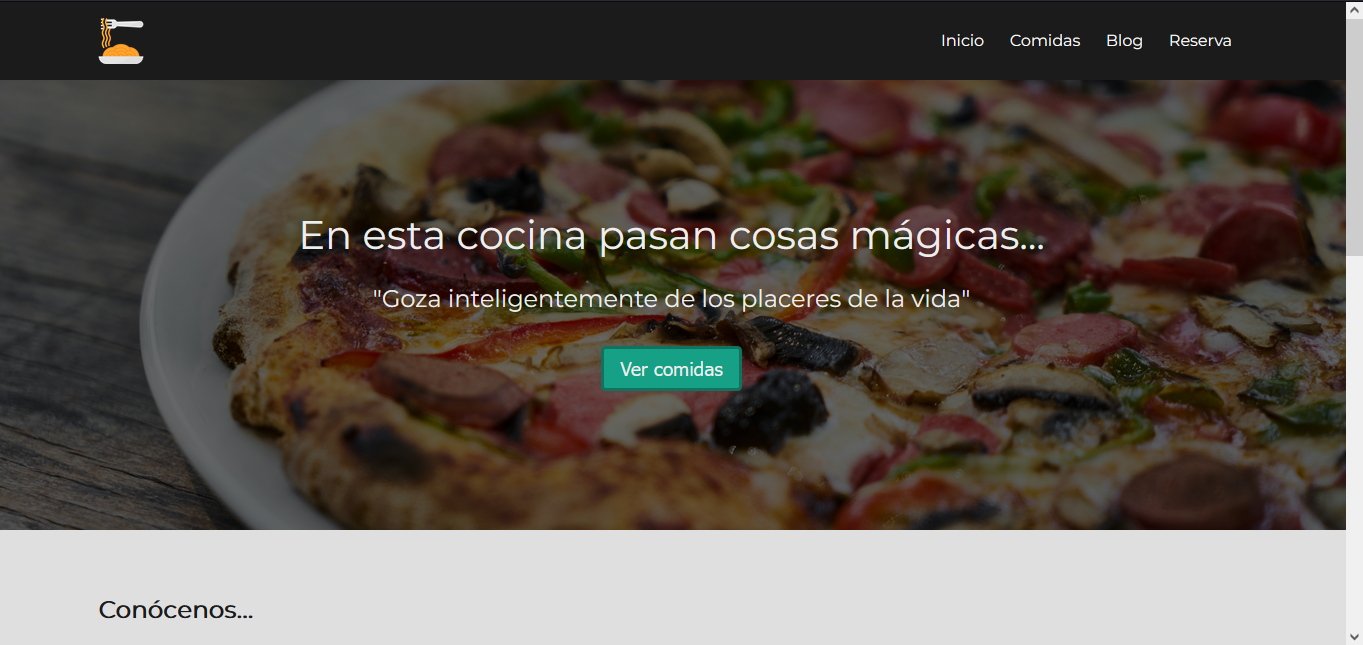 Inicio Comidas Blog Reserva
En esta cocina pasan cosas mágicas...
"Goza inteligentemente de los placeres de la vida"
Ver comidas
Conócenos...